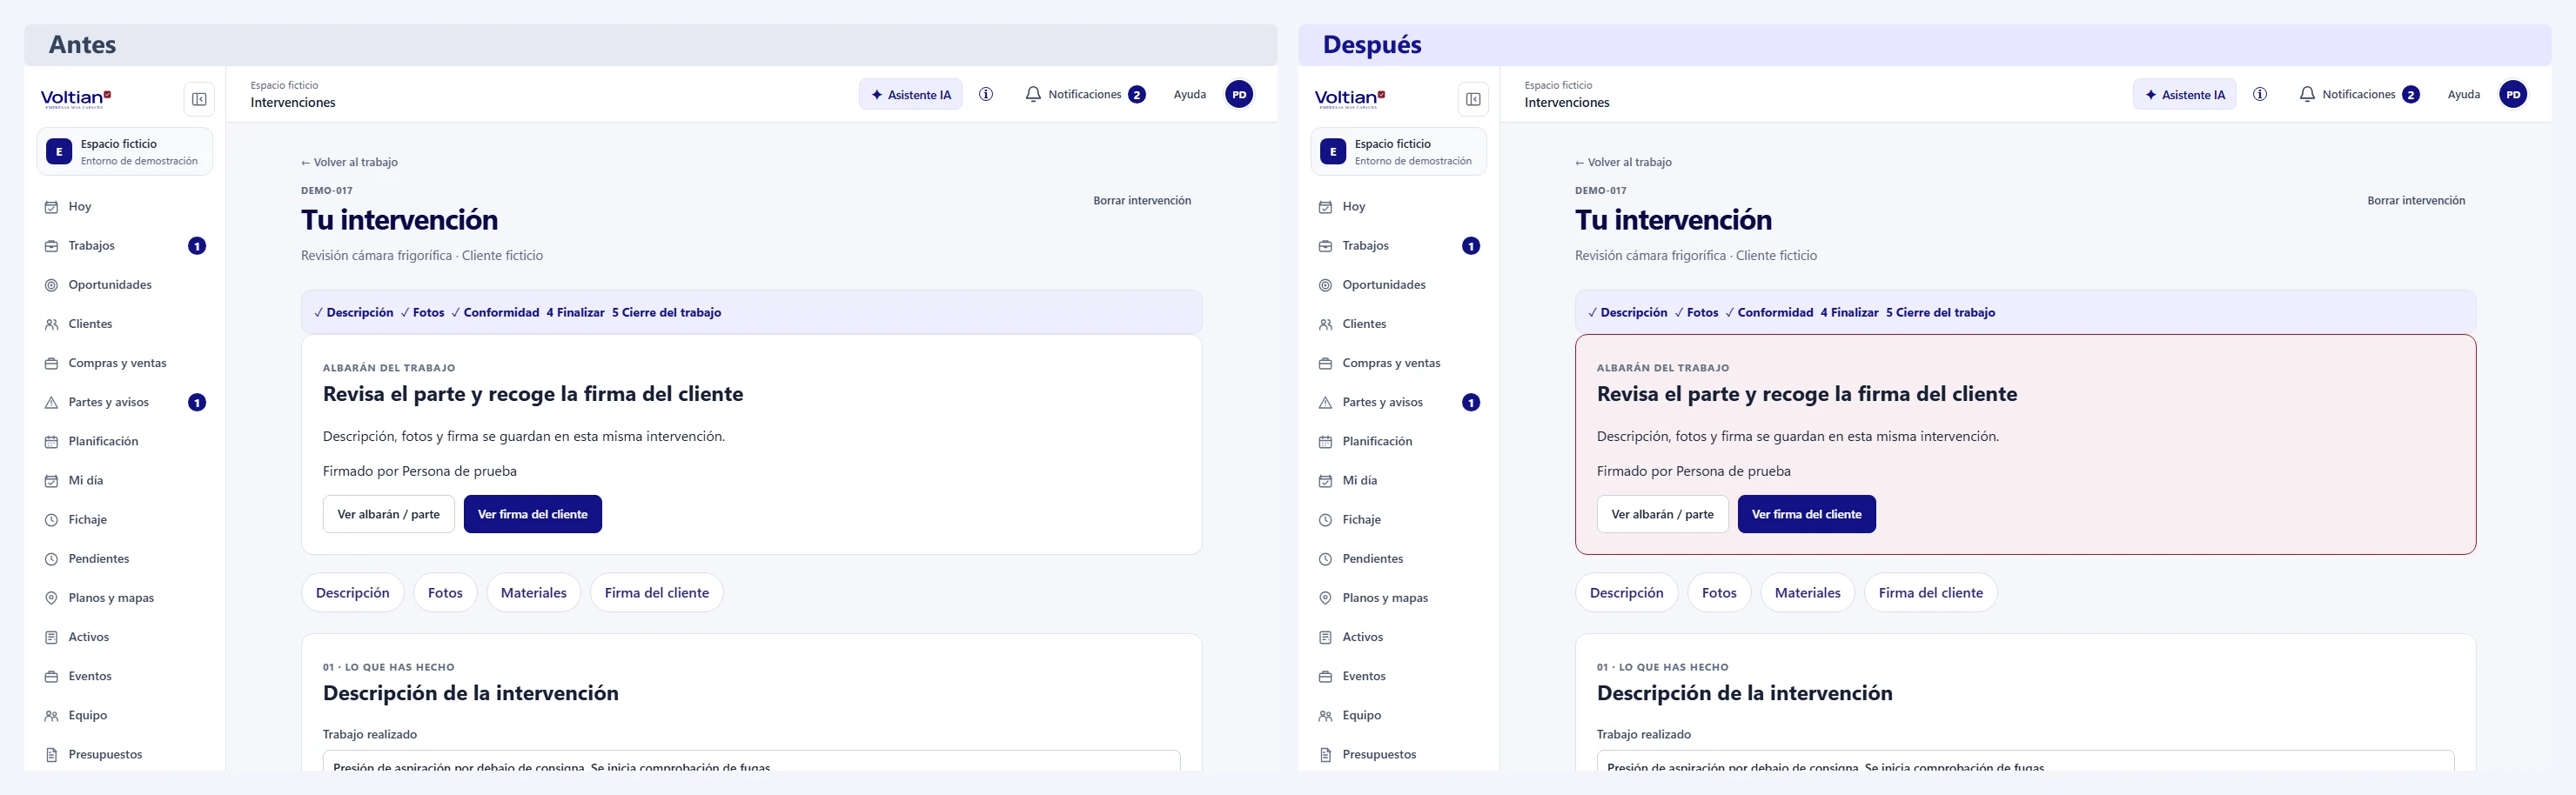 Antes
Voltian
EMPRESAS MÁS CAPACES
Espacio ficticio
Entorno de demostración
Hoy
Trabajos 1
Oportunidades
Clientes
Compras y ventas
Partes y avisos 1
Planificación
Mi día
Fichaje
Pendientes
Planos y mapas
Activos
Eventos
Equipo
Presupuestos
Espacio ficticio
Intervenciones
Asistente IA
Notificaciones 2
Ayuda
PD
E
← Volver al trabajo
DEMO-017
Tu intervención
Borrar intervención
Revisión cámara frigorífica · Cliente ficticio
✓ Descripción ✓ Fotos ✓ Conformidad 4 Finalizar 5 Cierre del trabajo
ALBARÁN DEL TRABAJO
Revisa el parte y recoge la firma del cliente
Descripción, fotos y firma se guardan en esta misma intervención.
Firmado por Persona de prueba
Ver albarán / parte
Ver firma del cliente
Descripción
Fotos
Materiales
Firma del cliente
01 · LO QUE HAS HECHO
Descripción de la intervención
Trabajo realizado
Presión de aspiración por debajo de consigna. Se inicia comprobación de fugas.
Después
Voltian
EMPRESAS MÁS CAPACES
E
Espacio ficticio
Entorno de demostración
Hoy
Trabajos 1
Oportunidades
Clientes
Compras y ventas
Partes y avisos 1
Planificación
Mi día
Fichaje
Pendientes
Planos y mapas
Activos
Eventos
Equipo
Presupuestos
Espacio ficticio
Intervenciones
Asistente IA
Notificaciones 2
Ayuda
PD
← Volver al trabajo
DEMO-017
Tu intervención
Borrar intervención
Revisión cámara frigorífica · Cliente ficticio
✓ Descripción ✓ Fotos ✓ Conformidad 4 Finalizar 5 Cierre del trabajo
ALBARÁN DEL TRABAJO
Revisa el parte y recoge la firma del cliente
Descripción, fotos y firma se guardan en esta misma intervención.
Firmado por Persona de prueba
Ver albarán / parte
Ver firma del cliente
Descripción
Fotos
Materiales
Firma del cliente
01 · LO QUE HAS HECHO
Descripción de la intervención
Trabajo realizado
Presión de aspiración por debajo de consigna. Se inicia comprobación de fugas.